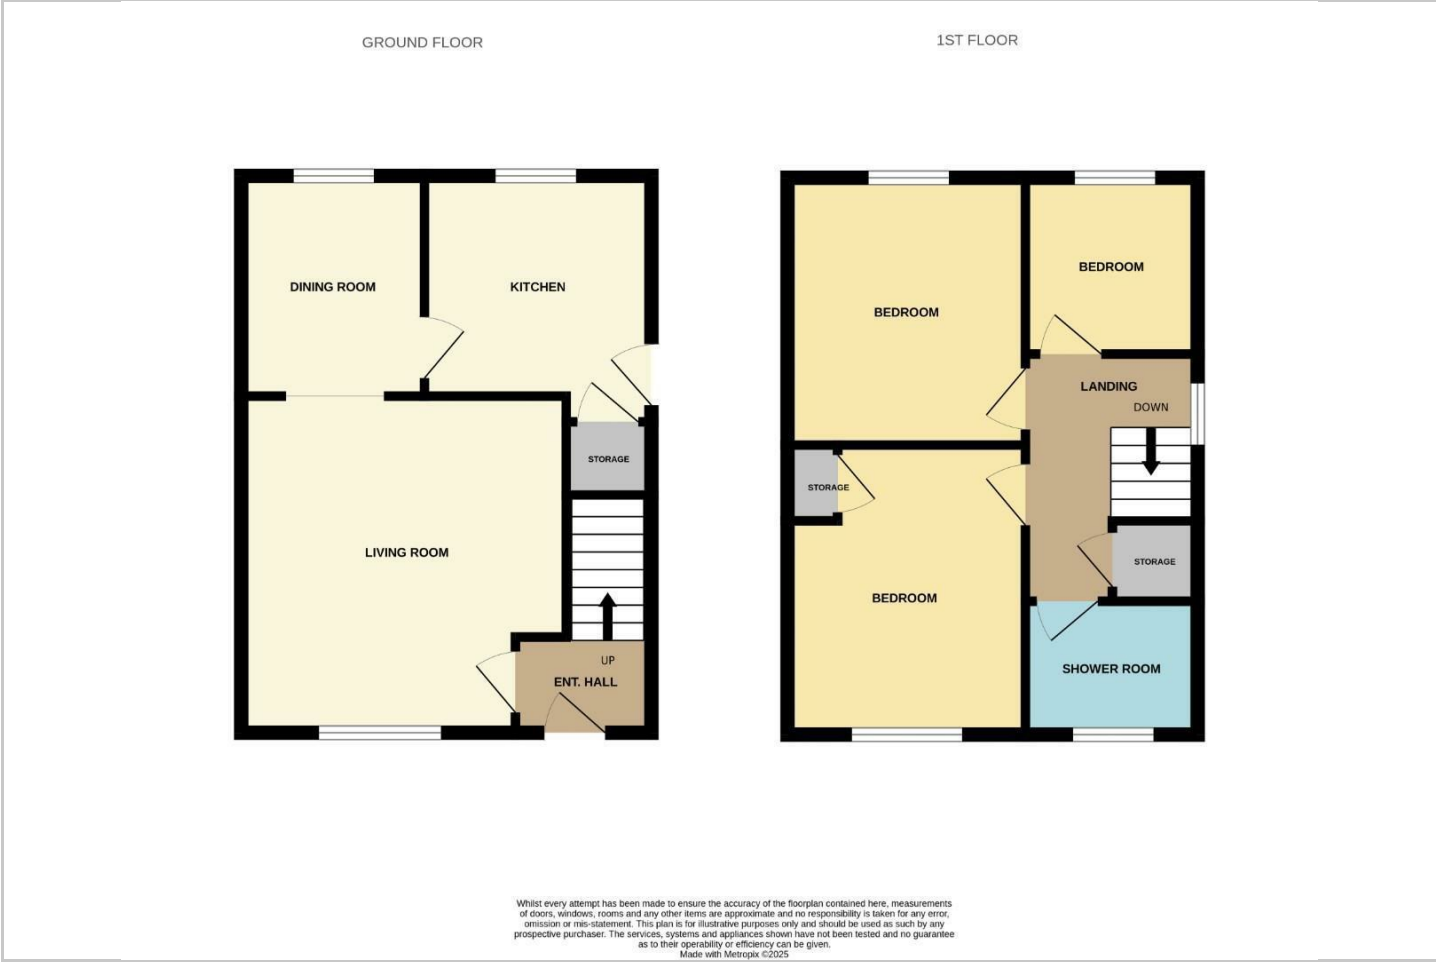 GROUND FLOOR
DINING ROOM
KITCHEN
STORAGE
LIVING ROOM
UP
ENT. HALL
1ST FLOOR
BEDROOM
BEDROOM
LANDING
DOWN
STORAGE
STORAGE
BEDROOM
SHOWER ROOM
Whilst every attempt has been made to ensure the accuracy of the floorplan contained here, measurements
of doors, windows, rooms and any other items are approximate and no responsibility is taken for any error,
omission or mis-statement. This plan is for illustrative purposes only and should be used as such by any
prospective purchaser. The services, systems and appliances shown have not been tested and no guarantee
as to their operability or efficiency can be given.
Made with Metropix ©2025